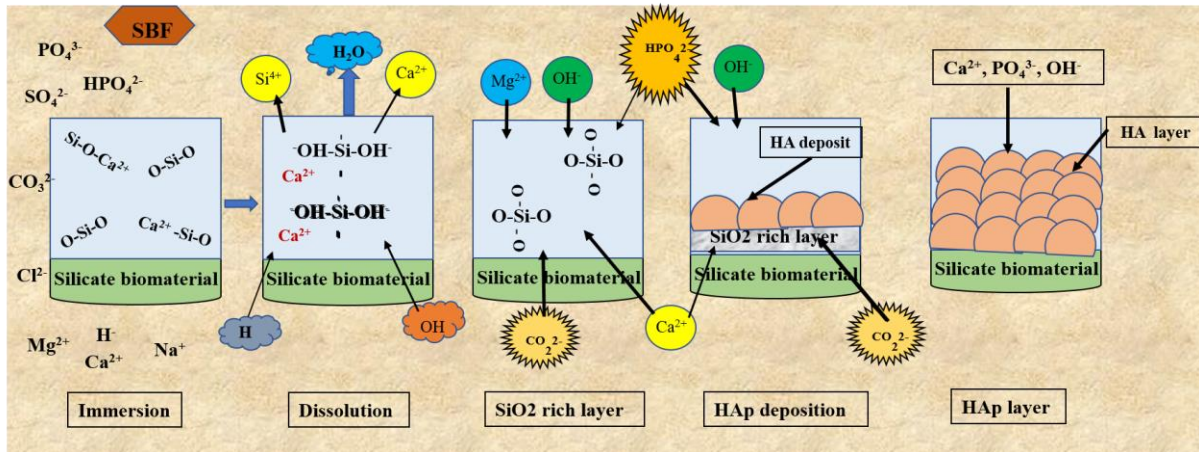 SBF
PO₄³⁻
HPO₄²⁻
SO₄²⁻
CO₃²⁻
Cl²⁻
Mg²⁺
H⁻
Ca²⁺
Na⁺
Si-O-Ca²⁺
O-Si-O
O-Si-O
Ca²⁺-Si-O
Silicate biomaterial
Immersion
Si⁴⁺
H₂O
Ca²⁺
⁻OH-Si-OH⁻
Ca²⁺
⁻OH-Si-OH⁻
Ca²⁺
Silicate biomaterial
H
OH
Dissolution
Mg²⁺
OH⁻
HPO₄²⁻
O
O-Si-O
O
O
O-Si-O
O
Silicate biomaterial
CO₂²⁻
Ca²⁺
SiO2 rich layer
OH⁻
HA deposit
SiO2 rich layer
Silicate biomaterial
CO₂²⁻
HAp deposition
Ca²⁺, PO₄³⁻, OH⁻
HA layer
Silicate biomaterial
HAp layer